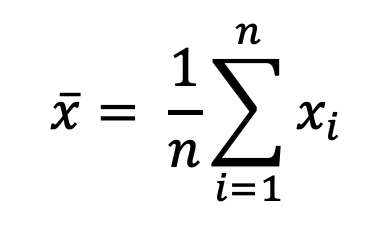 x̄ = 1/n ∑_{i=1}^{n} x_i